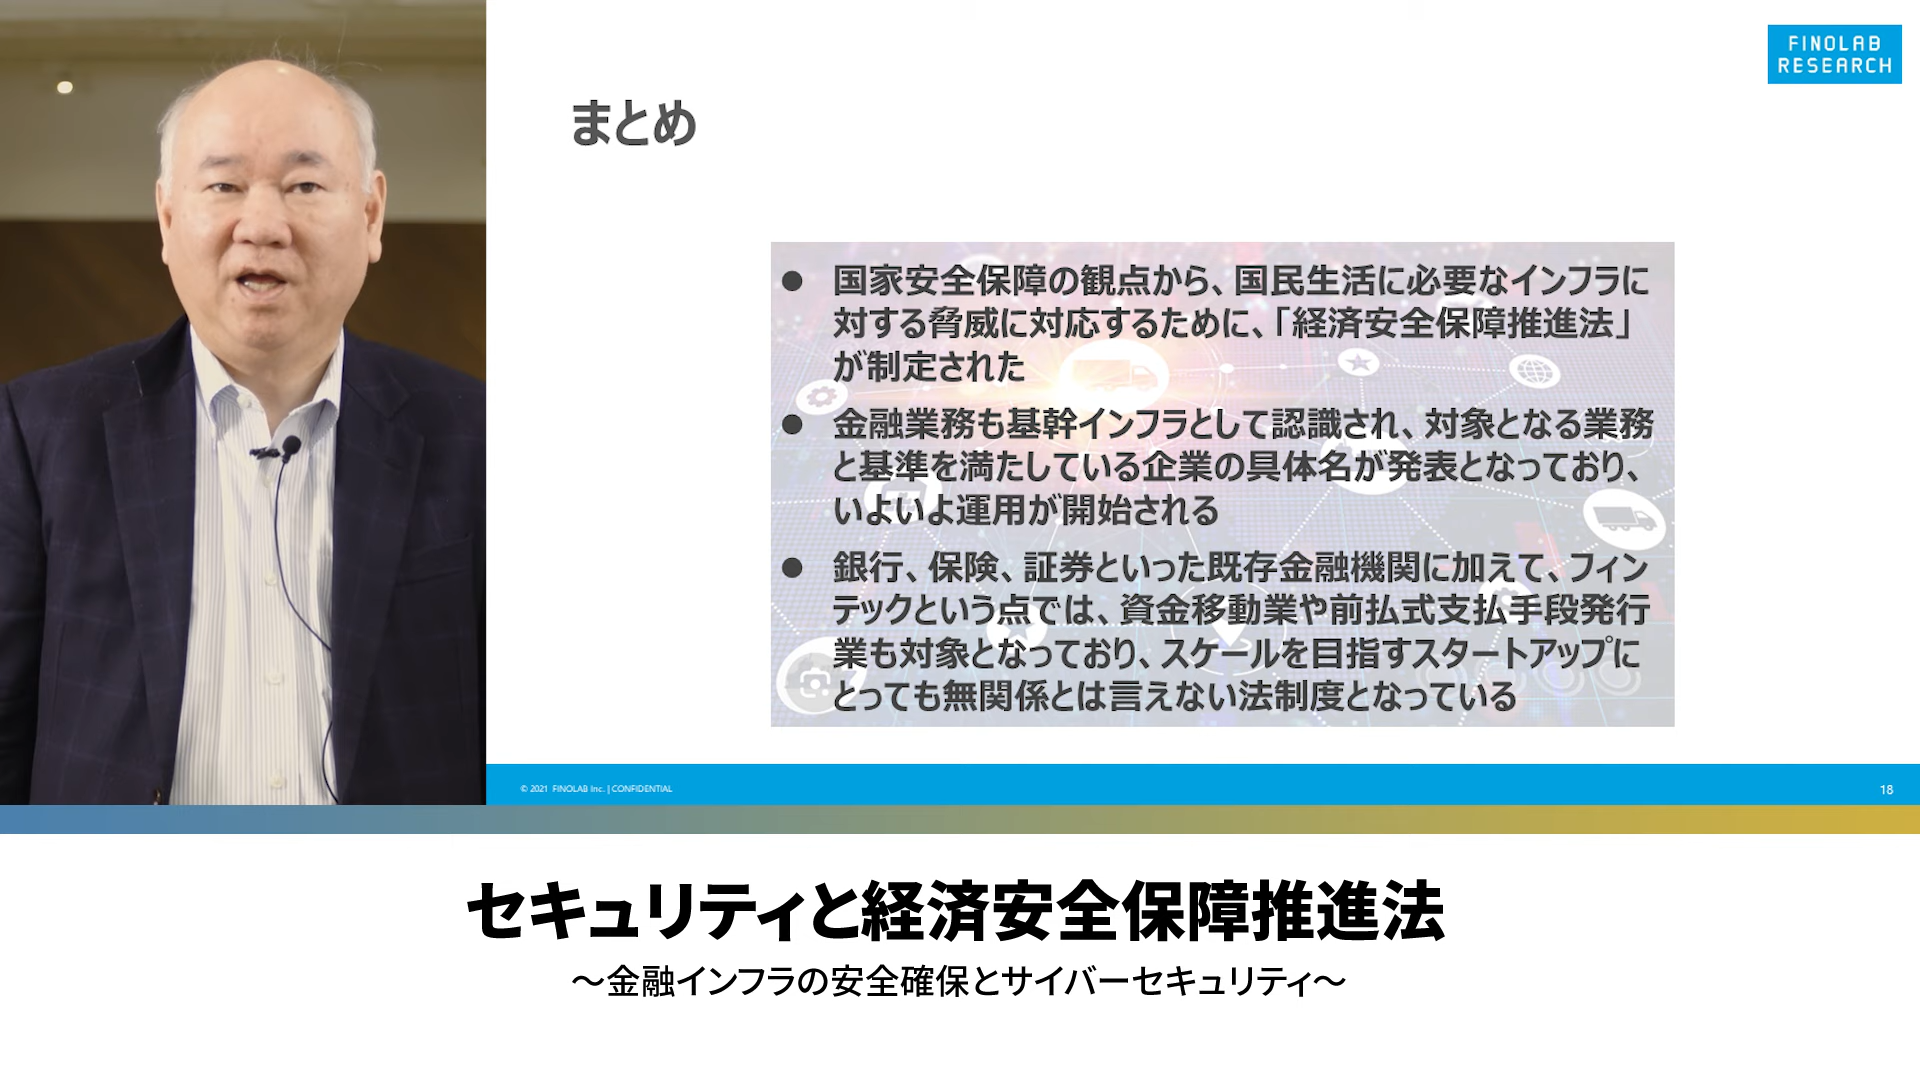 FINOLAB
RESEARCH
まとめ
● 国家安全保障の観点から、国民生活に必要なインフラに
対する脅威に対応するために、「経済安全保障推進法」
が制定された
● 金融業務も基幹インフラとして認識され、対象となる業務
と基準を満たしている企業の具体名が発表となっており、
いよいよ運用が開始される
● 銀行、保険、証券といった既存金融機関に加えて、フィン
テックという点では、資金移動業や前払式支払手段発行
業も対象となっており、スケールを目指すスタートアップに
とっても無関係とは言えない法制度となっている
© 2021 FINOLAB Inc. | CONFIDENTIAL
18
セキュリティと経済安全保障推進法
～金融インフラの安全確保とサイバーセキュリティ～